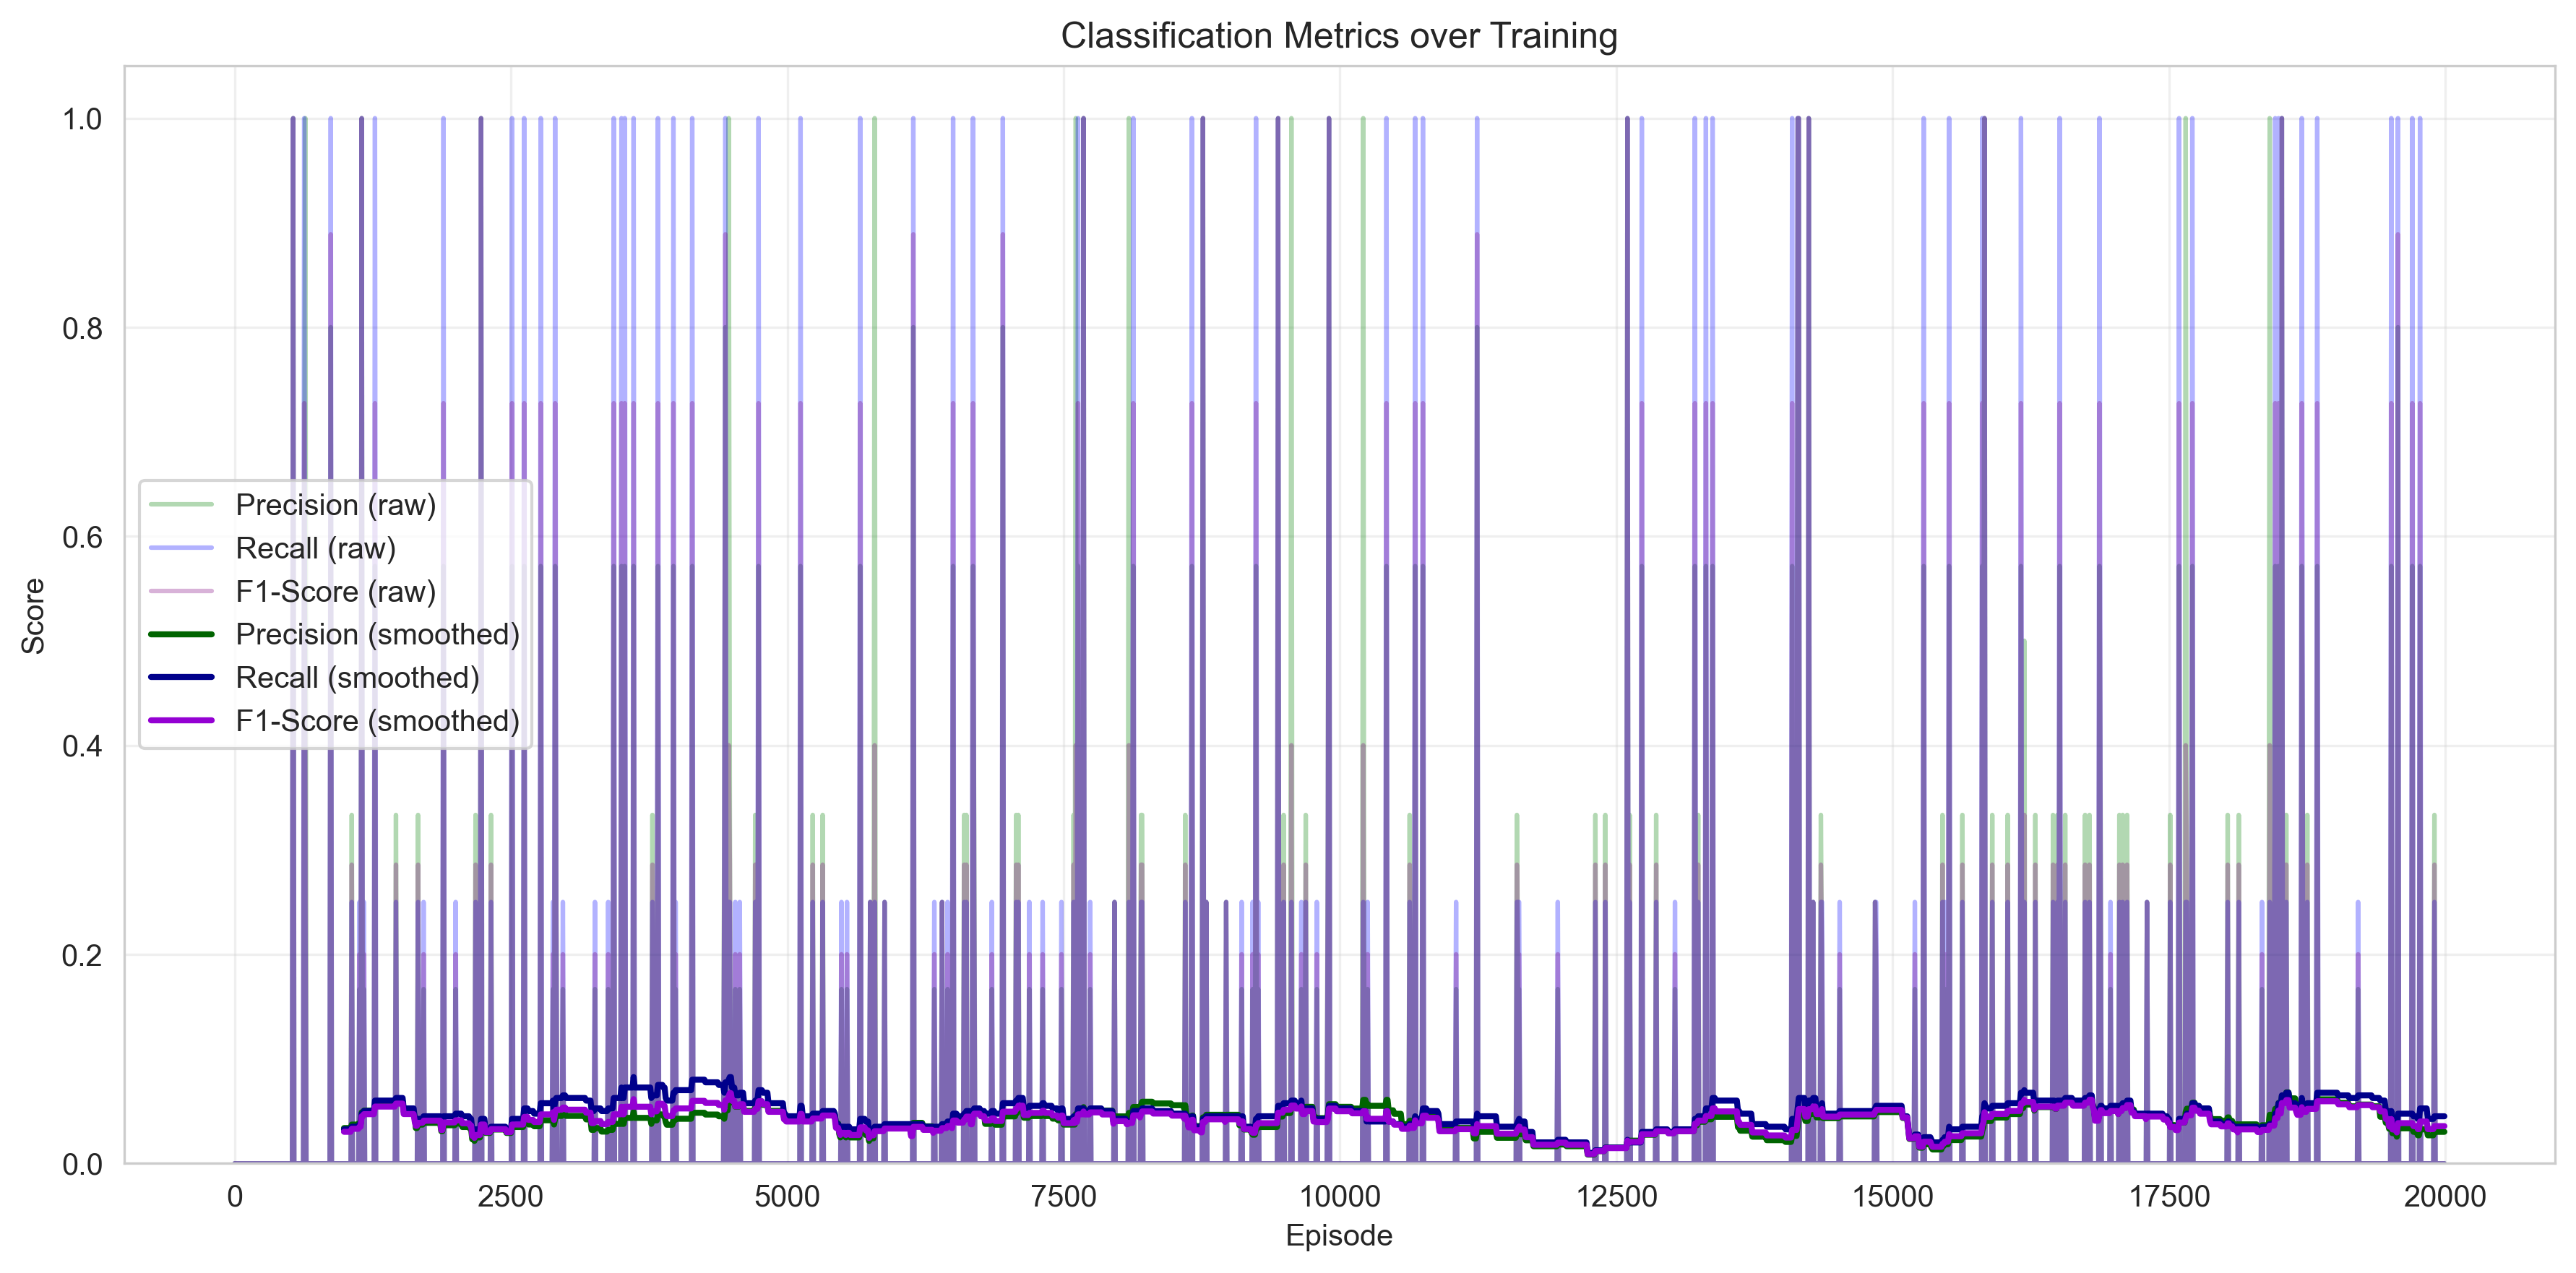 Classification Metrics over Training
1.0
0.8
0.6
0.4
0.2
0.0
Score
Precision (raw)
Recall (raw)
F1-Score (raw)
Precision (smoothed)
Recall (smoothed)
F1-Score (smoothed)
0 2500 5000 7500 10000 12500 15000 17500 20000
Episode